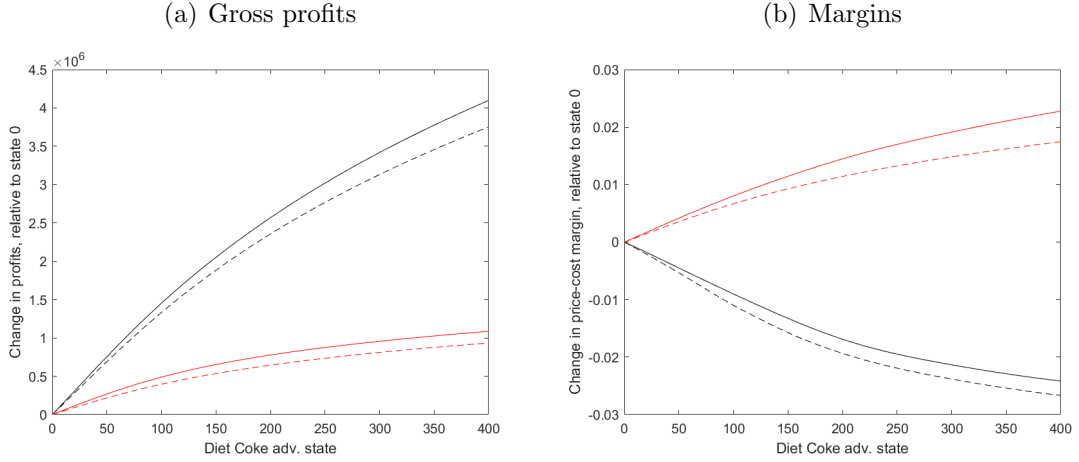 (a) Gross profits
×10^6
4.5
4
3.5
3
2.5
2
1.5
1
0.5
0
0 50 100 150 200 250 300 350 400
Change in profits, relative to state 0
Diet Coke adv. state
(b) Margins
0.03
0.02
0.01
0
-0.01
-0.02
-0.03
0 50 100 150 200 250 300 350 400
Change in price-cost margin, relative to state 0
Diet Coke adv. state